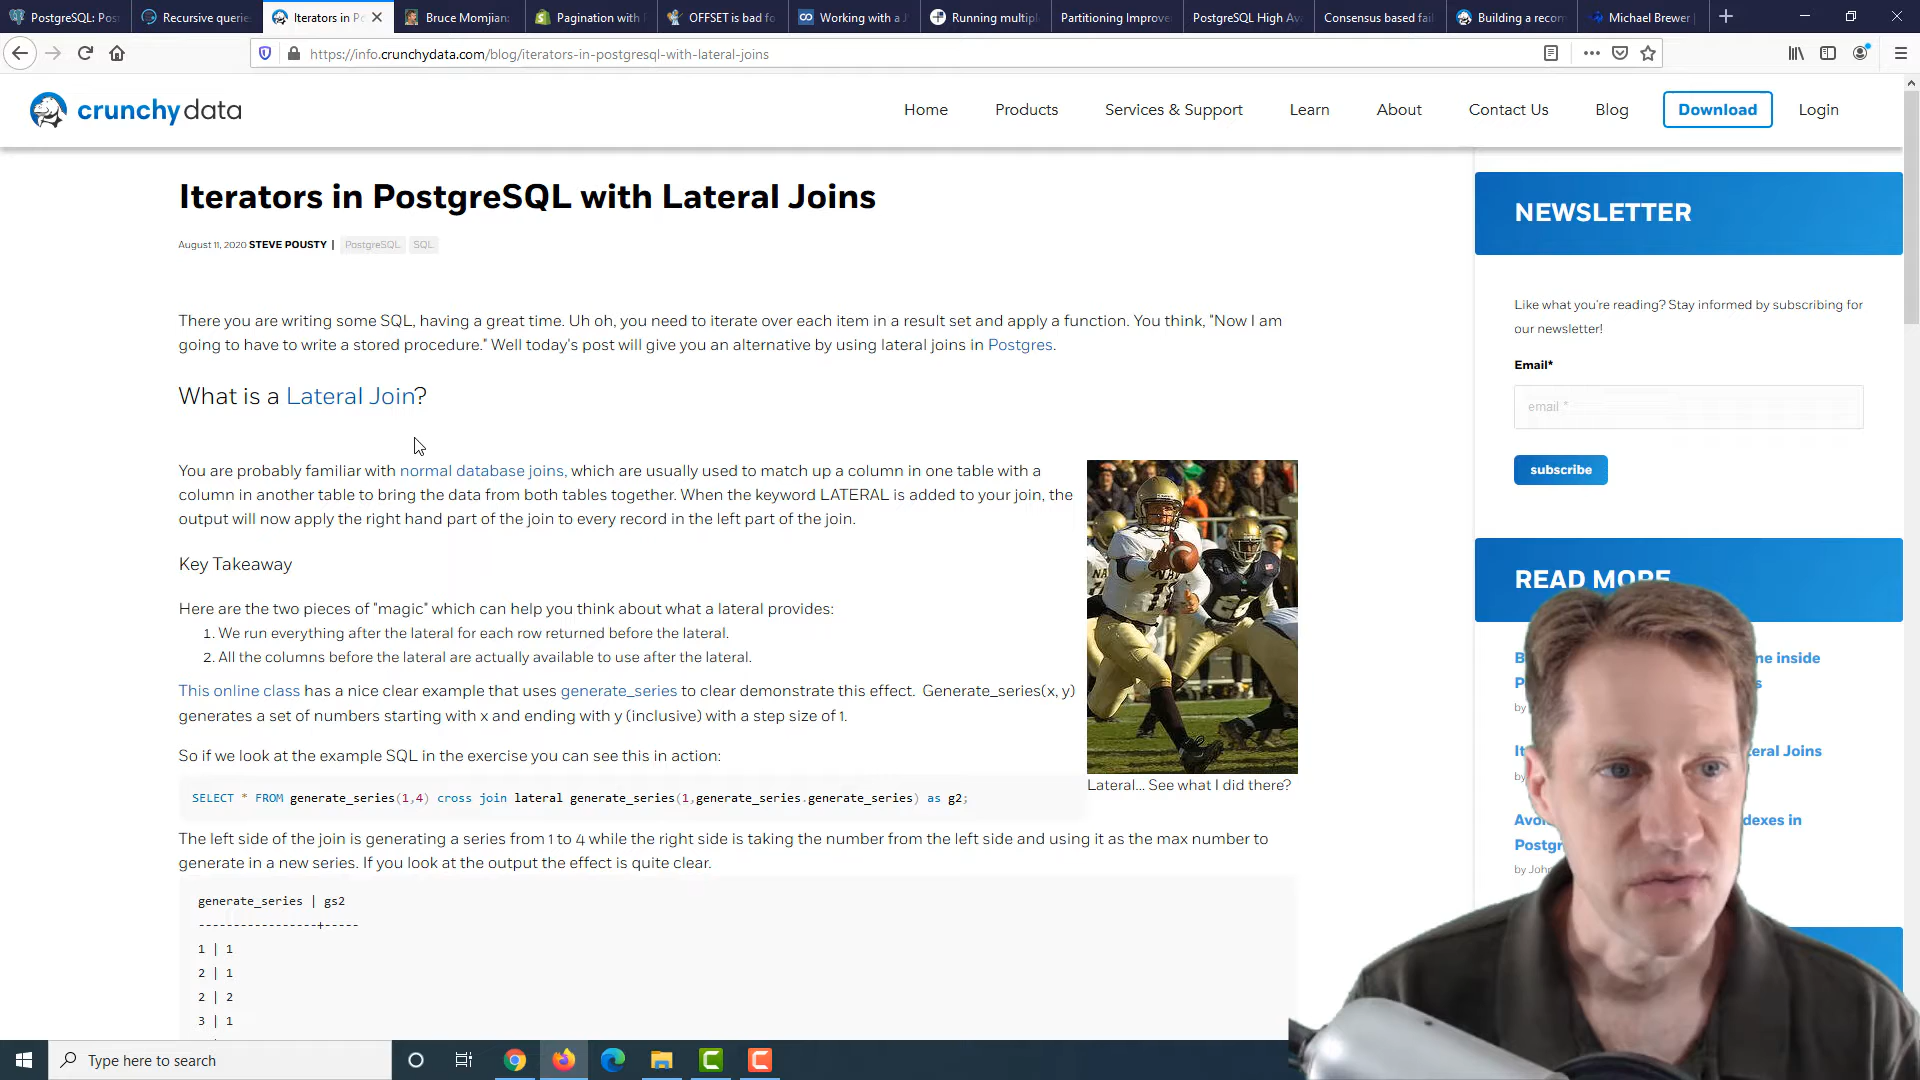 PostgreSQL: Pos
Recursive querie
Iterators in Po
Bruce Momjian:
Pagination with
OFFSET is bad fo
Working with a J
Running multipl
Partitioning Improvem
PostgreSQL High Ava
Consensus based fail
Building a recom
Michael Brewer
https://info.crunchydata.com/blog/iterators-in-postgresql-with-lateral-joins
crunchydata
Home
Products
Services & Support
Learn
About
Contact Us
Blog
Download
Login
Iterators in PostgreSQL with Lateral Joins
August 11, 2020 STEVE POUSTY | PostgreSQL SQL
There you are writing some SQL, having a great time. Uh oh, you need to iterate over each item in a result set and apply a function. You think, "Now I am
going to have to write a stored procedure." Well today's post will give you an alternative by using lateral joins in Postgres.
What is a Lateral Join?
You are probably familiar with normal database joins, which are usually used to match up a column in one table with a
column in another table to bring the data from both tables together. When the keyword LATERAL is added to your join, the
output will now apply the right hand part of the join to every record in the left part of the join.
Key Takeaway
Here are the two pieces of "magic" which can help you think about what a lateral provides:
1. We run everything after the lateral for each row returned before the lateral.
2. All the columns before the lateral are actually available to use after the lateral.
This online class has a nice clear example that uses generate_series to clear demonstrate this effect. Generate_series(x, y)
generates a set of numbers starting with x and ending with y (inclusive) with a step size of 1.
So if we look at the example SQL in the exercise you can see this in action:
SELECT * FROM generate_series(1,4) cross join lateral generate_series(1,generate_series.generate_series) as g2;
Lateral... See what I did there?
The left side of the join is generating a series from 1 to 4 while the right side is taking the number from the left side and using it as the max number to
generate in a new series. If you look at the output the effect is quite clear.
generate_series | gs2
-----------------+-----
1 | 1
2 | 1
2 | 2
3 | 1
NEWSLETTER
Like what you're reading? Stay informed by subscribing for
our newsletter!
Email*
email *
subscribe
READ MORE
ne inside
s
by
It
eral Joins
by
Avoi
dexes in
Postgr
by John
Type here to search